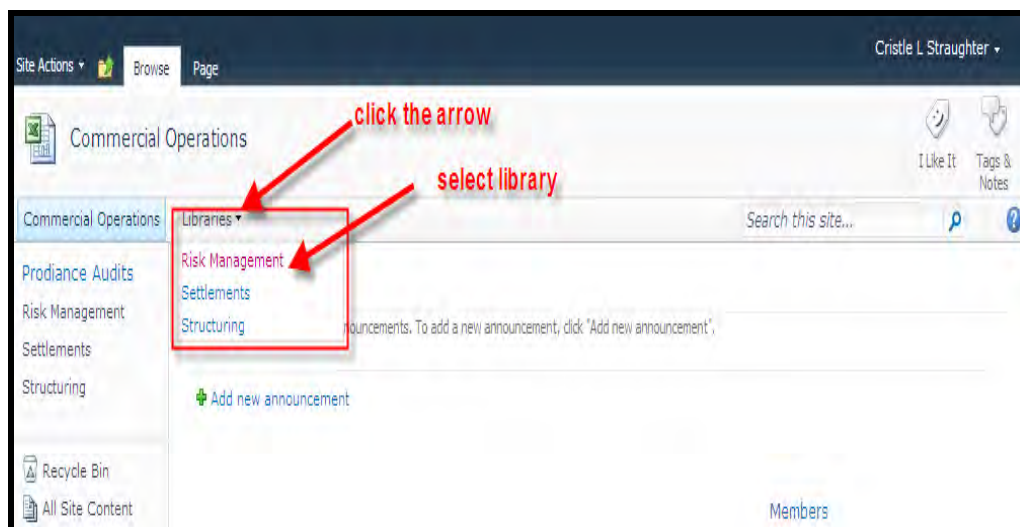 Cristle L Straughter
Site Actions
Browse
Page
click the arrow
Commercial Operations
I Like It
Tags &
Notes
select library
Commercial Operations
Libraries
Search this site...
Risk Management
Settlements
Structuring
Prodiance Audits
Risk Management
Settlements
Structuring
nouncements. To add a new announcement, click "Add new announcement".
Add new announcement
Recycle Bin
All Site Content
Members